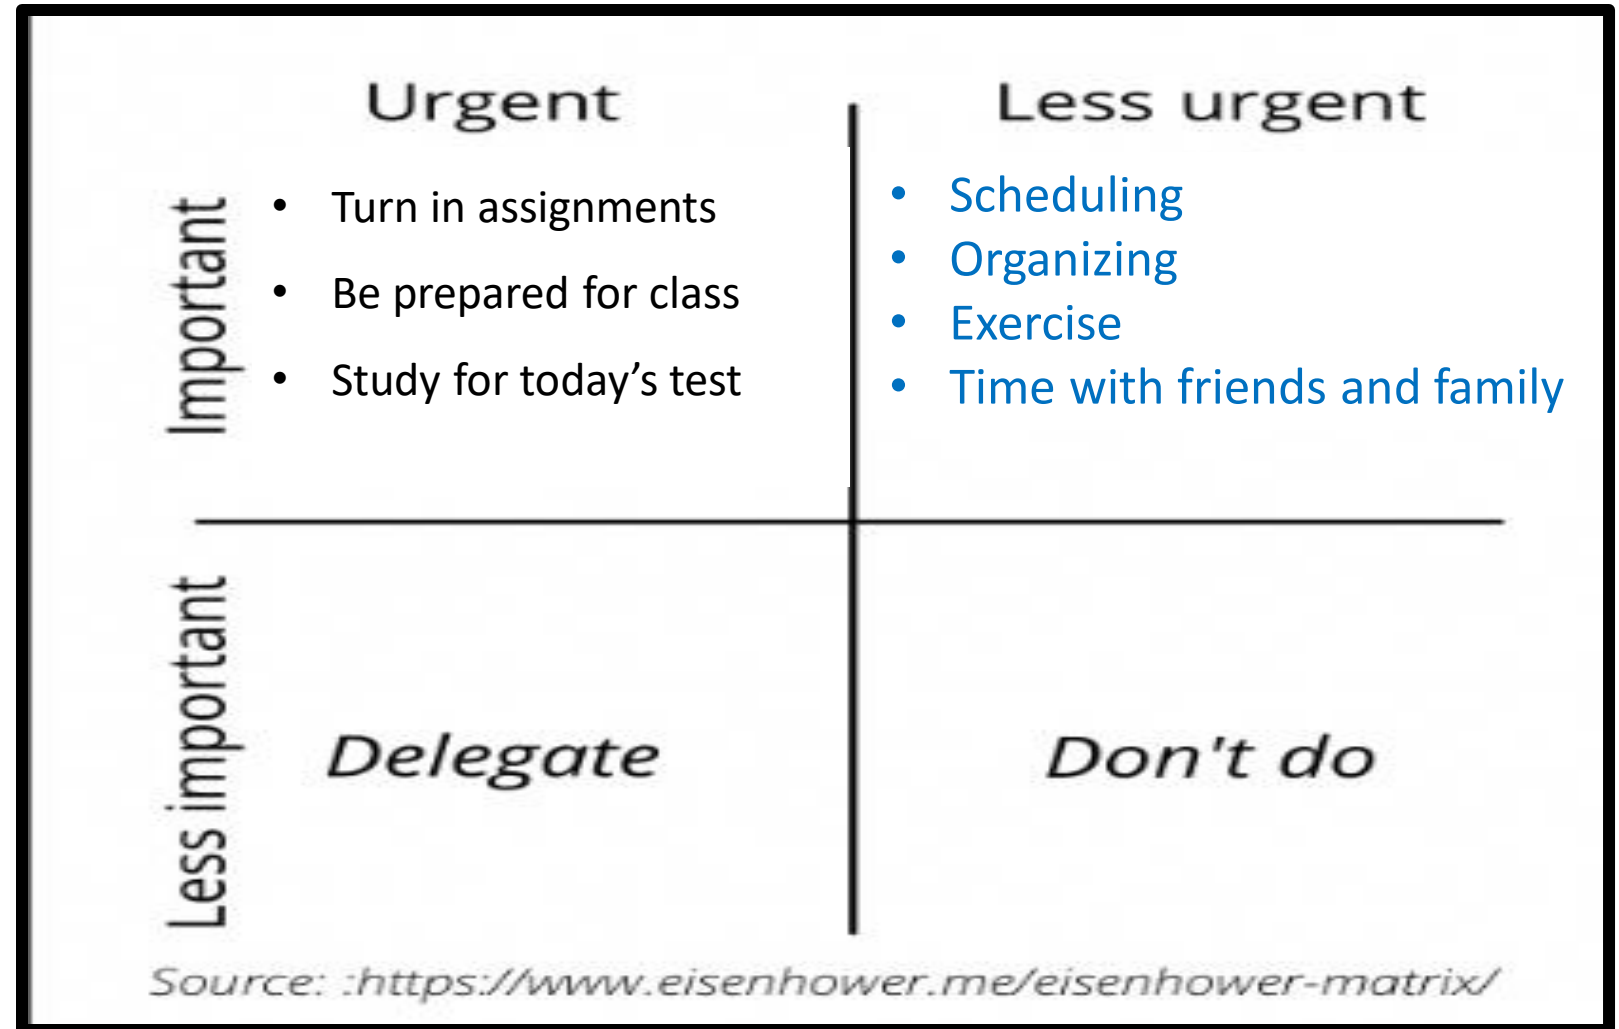 Urgent
Less urgent
Important
• Turn in assignments
• Be prepared for class
• Study for today’s test
• Scheduling
• Organizing
• Exercise
• Time with friends and family
Less important
Delegate
Don't do
Source: :https://www.eisenhower.me/eisenhower-matrix/